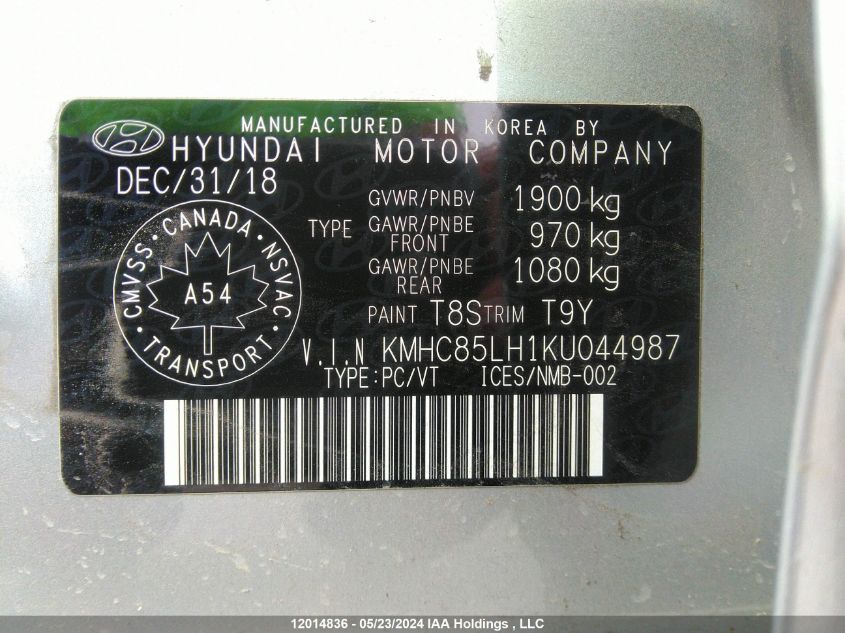 MANUFACTURED IN KOREA BY
HYUNDAI MOTOR COMPANY
DEC/31/18
GVWR/PNBV 1900 kg
TYPE GAWR/PNBE FRONT 970 kg
GAWR/PNBE REAR 1080 kg
PAINT T8S TRIM T9Y
V.I.N KMHC85LH1KU044987
TYPE:PC/VT ICES/NMB-002
CMVSS · CANADA · NSVAC
A54
TRANSPORT
12014836 - 05/23/2024 IAA Holdings , LLC